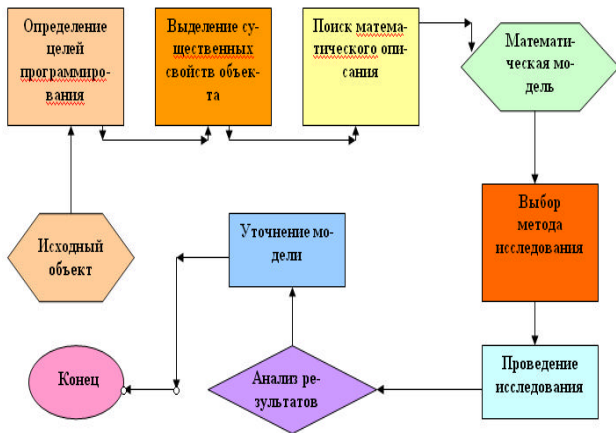 Определение
целей
программиро-
вания
Выделение су-
щественных
свойств объек-
та
Поиск матема-
тического опи-
сания
Математи-
ческая мо-
дель
Исходный
объект
Уточнение мо-
дели
Выбор
метода
исследования
Конец
Анализ ре-
зультатов
Проведение
исследования